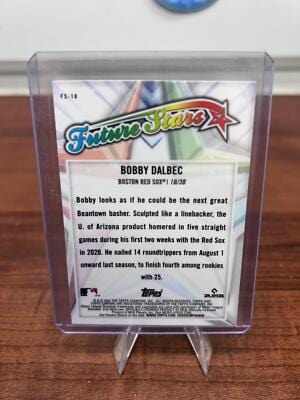 FS-18
Future Stars
BOBBY DALBEC
BOSTON RED SOX® | 1B/3B
Bobby looks as if he could be the next great
Beantown basher. Sculpted like a linebacker, the
U. of Arizona product homered in five straight
games during his first two weeks with the Red Sox
in 2020. He nailed 14 roundtrippers from August 1
onward last season, to finish fourth among rookies
with 25.
Topps
PLAYERS